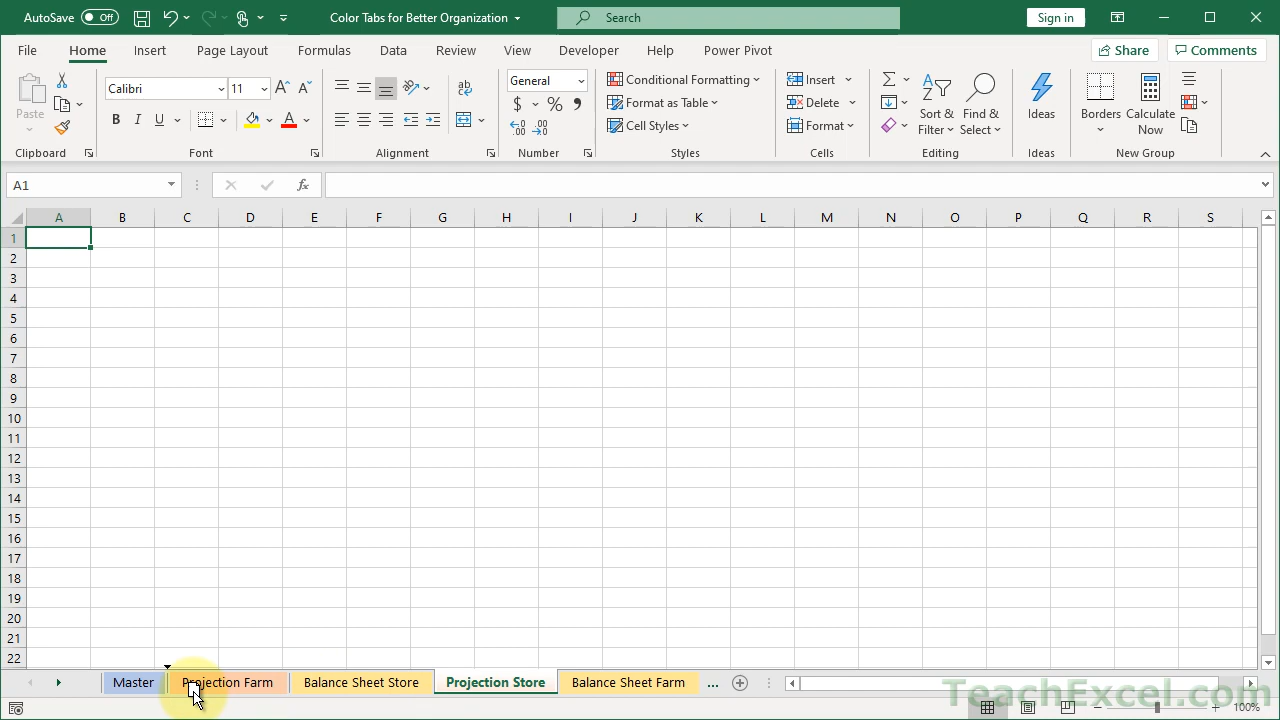 AutoSave Off Color Tabs for Better Organization Search Sign in
File Home Insert Page Layout Formulas Data Review View Developer Help Power Pivot Share Comments
Paste Calibri 11 A A ab General Conditional Formatting Insert Σ Sort & Filter Find & Select Ideas Borders Calculate Now
B I U A $ % 9 Format as Table Delete
.00 Cell Styles Format
Clipboard Font Alignment Number Styles Cells Editing Ideas New Group
A1 fx
A B C D E F G H I J K L M N O P Q R S
1
2
3
4
5
6
7
8
9
10
11
12
13
14
15
16
17
18
19
20
21
22
Master Projection Farm Balance Sheet Store Projection Store Balance Sheet Farm ...
TeachExcel.com
100%